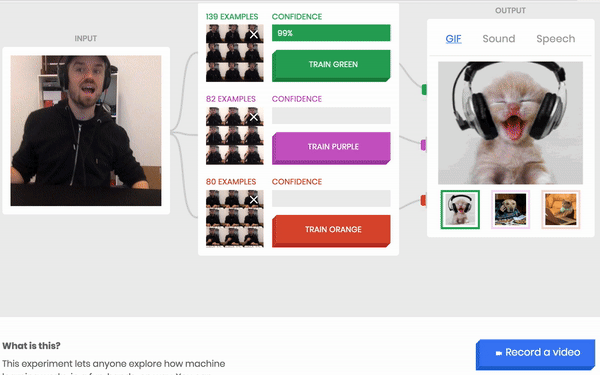 INPUT
139 EXAMPLES
CONFIDENCE
99%
TRAIN GREEN
82 EXAMPLES
CONFIDENCE
TRAIN PURPLE
80 EXAMPLES
CONFIDENCE
TRAIN ORANGE
OUTPUT
GIF Sound Speech
What is this?
This experiment lets anyone explore how machine
Record a video